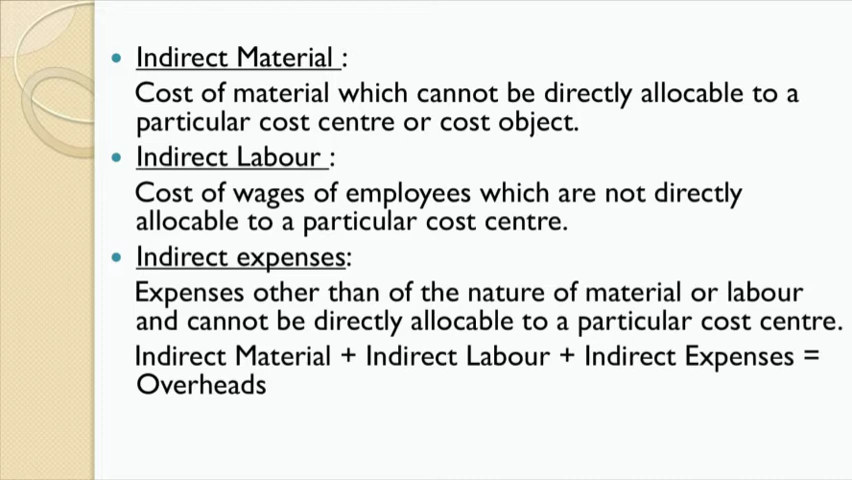 Indirect Material :
Cost of material which cannot be directly allocable to a
particular cost centre or cost object.
Indirect Labour :
Cost of wages of employees which are not directly
allocable to a particular cost centre.
Indirect expenses:
Expenses other than of the nature of material or labour
and cannot be directly allocable to a particular cost centre.
Indirect Material + Indirect Labour + Indirect Expenses =
Overheads